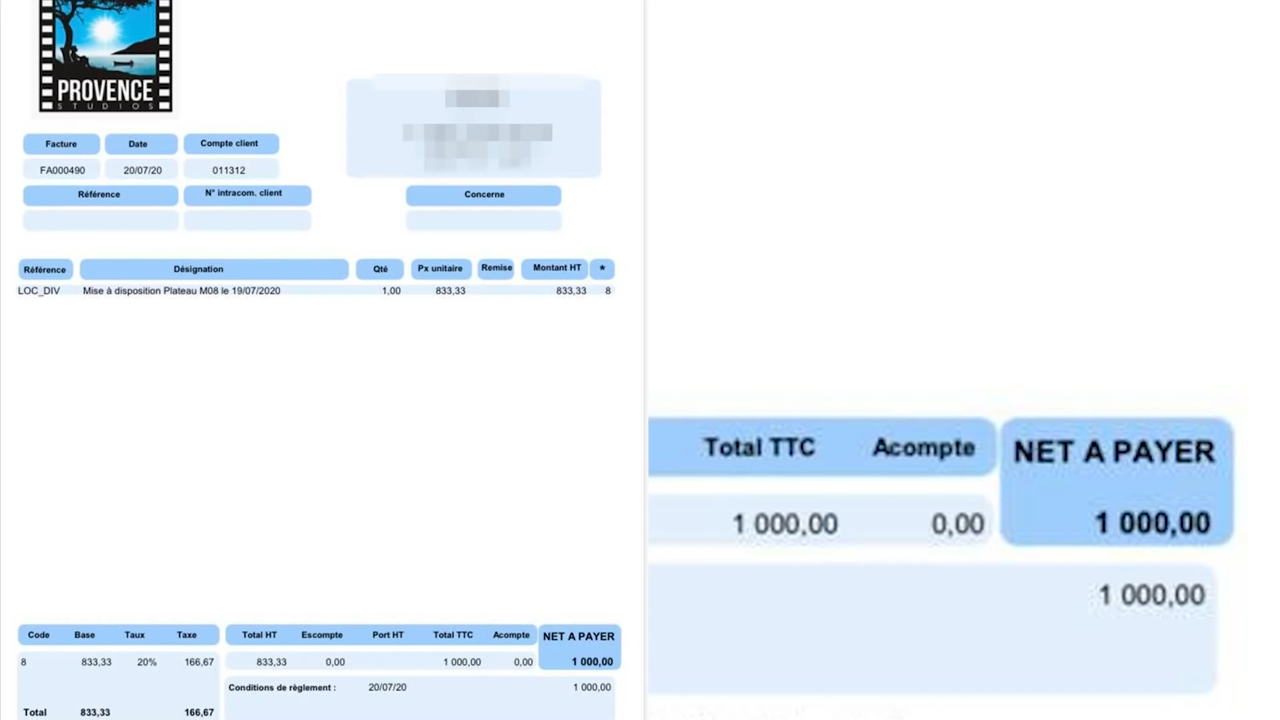 PROVENCE
STUDIOS
Facture Date Compte client
FA000490 20/07/20 011312
Référence N° intracom. client Concerne
Référence Désignation Qté Px unitaire Remise Montant HT *
LOC_DIV Mise à disposition Plateau M08 le 19/07/2020 1,00 833,33 833,33 8
Code Base Taux Taxe Total HT Escompte Port HT Total TTC Acompte NET A PAYER
8 833,33 20% 166,67 833,33 0,00 1 000,00 0,00 1 000,00
Conditions de règlement : 20/07/20 1 000,00
Total 833,33 166,67
Total TTC Acompte NET A PAYER
1 000,00 0,00 1 000,00
1 000,00